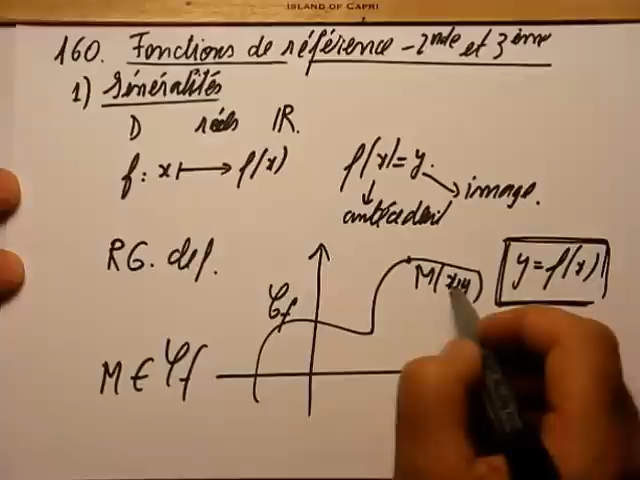 ISLAND OF CAPRI
160. Fonctions de référence - 2nde et 3ème
1) Généralités
D réels IR.
f: x ⟼ f(x)
f(x) = y.
antécédent
image.
RQ. def.
y = f(x)
M(x;y)
𝒞f
M ∈ 𝒞f